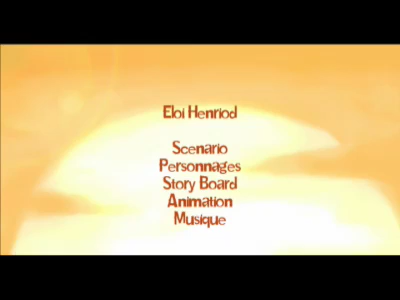 Eloi Henriod
Scenario
Personnages
Story Board
Animation
Musique